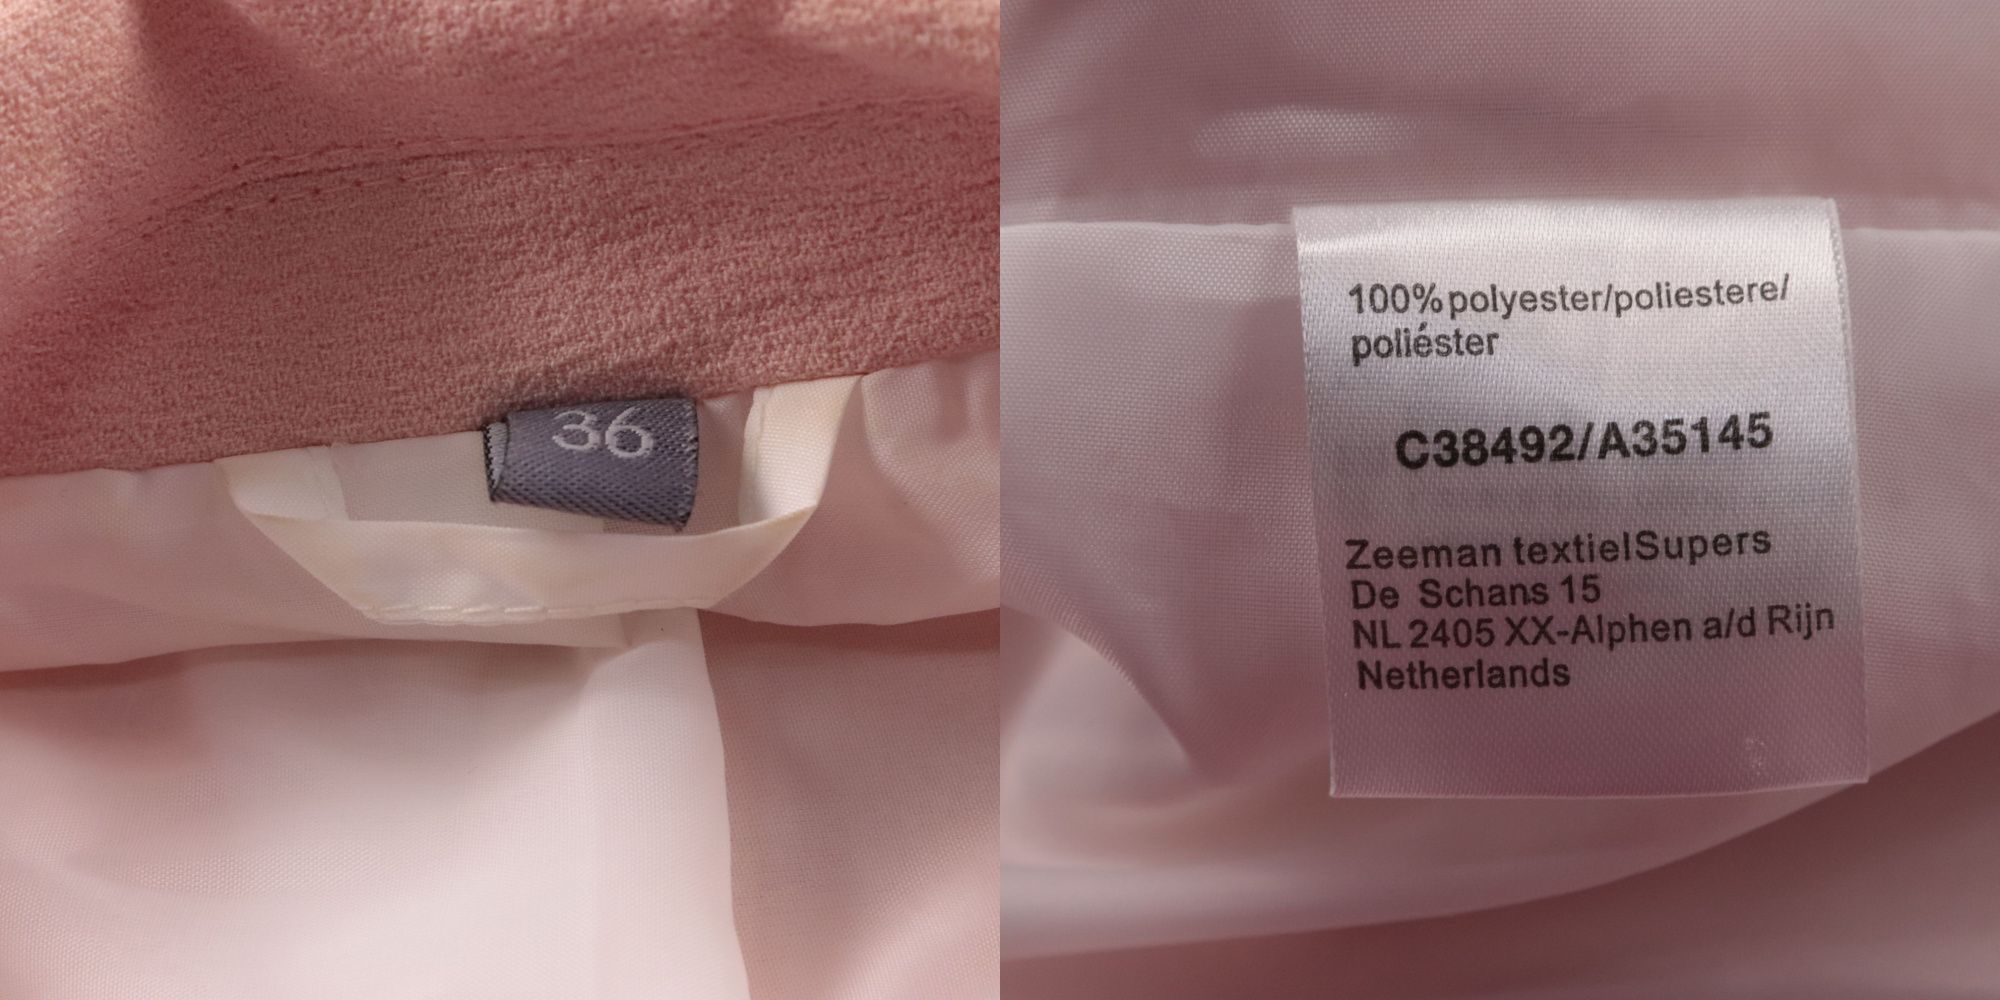 36
100% polyester/poliestere/
poliéster
C38492/A35145
Zeeman textielSupers
De Schans 15
NL 2405 XX-Alphen a/d Rijn
Netherlands